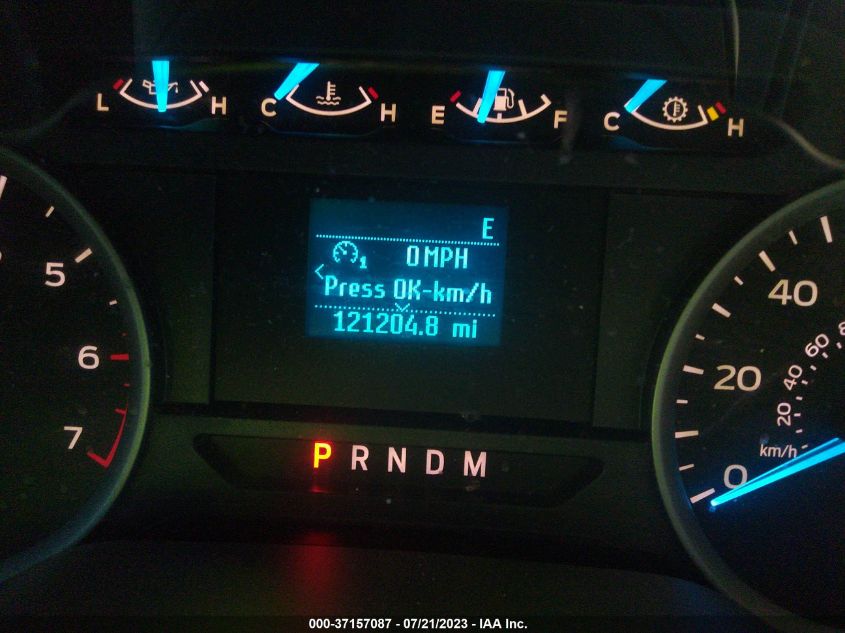 L H C H E F C H
E
0 MPH
1
Press OK-km/h
121204.8 mi
5
6
7
P R N D M
40
20
0
60
40
20
km/h
000-37157087 - 07/21/2023 - IAA Inc.